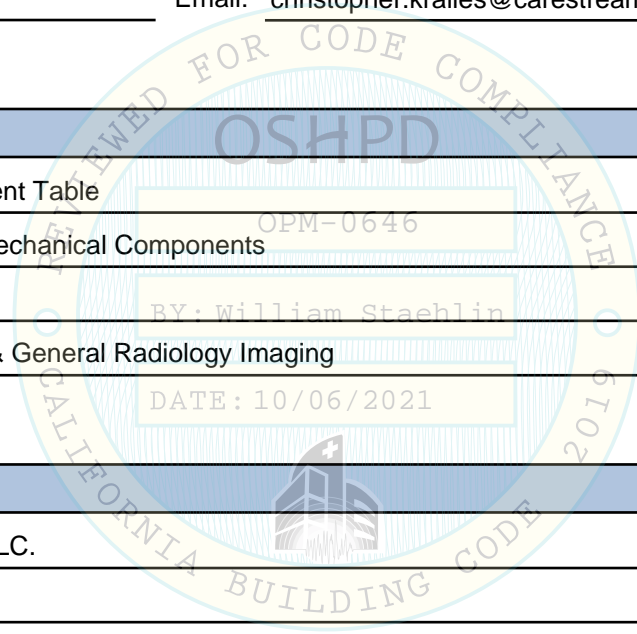 Email: christopher.kralles@carestream
REVIEWED FOR CODE COMPLIANCE
OSHPD
ent Table
OPM-0646
echanical Components
BY: William Staehlin
& General Radiology Imaging
DATE: 10/06/2021
LC.
CALIFORNIA BUILDING CODE 2019